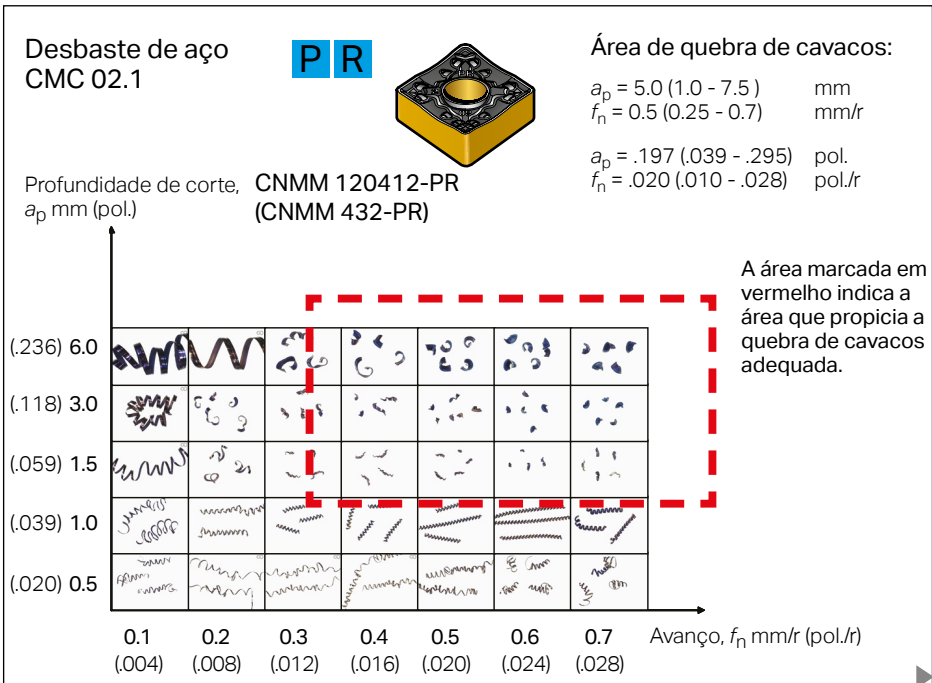 Desbaste de aço
CMC 02.1
P R
Área de quebra de cavacos:
ap = 5.0 (1.0 - 7.5 ) mm
fn = 0.5 (0.25 - 0.7) mm/r
ap = .197 (.039 - .295) pol.
fn = .020 (.010 - .028) pol./r
Profundidade de corte,
ap mm (pol.)
CNMM 120412-PR
(CNMM 432-PR)
A área marcada em
vermelho indica a
área que propicia a
quebra de cavacos
adequada.
(.236) 6.0
(.118) 3.0
(.059) 1.5
(.039) 1.0
(.020) 0.5
0.1 0.2 0.3 0.4 0.5 0.6 0.7 Avanço, fn mm/r (pol./r)
(.004) (.008) (.012) (.016) (.020) (.024) (.028)